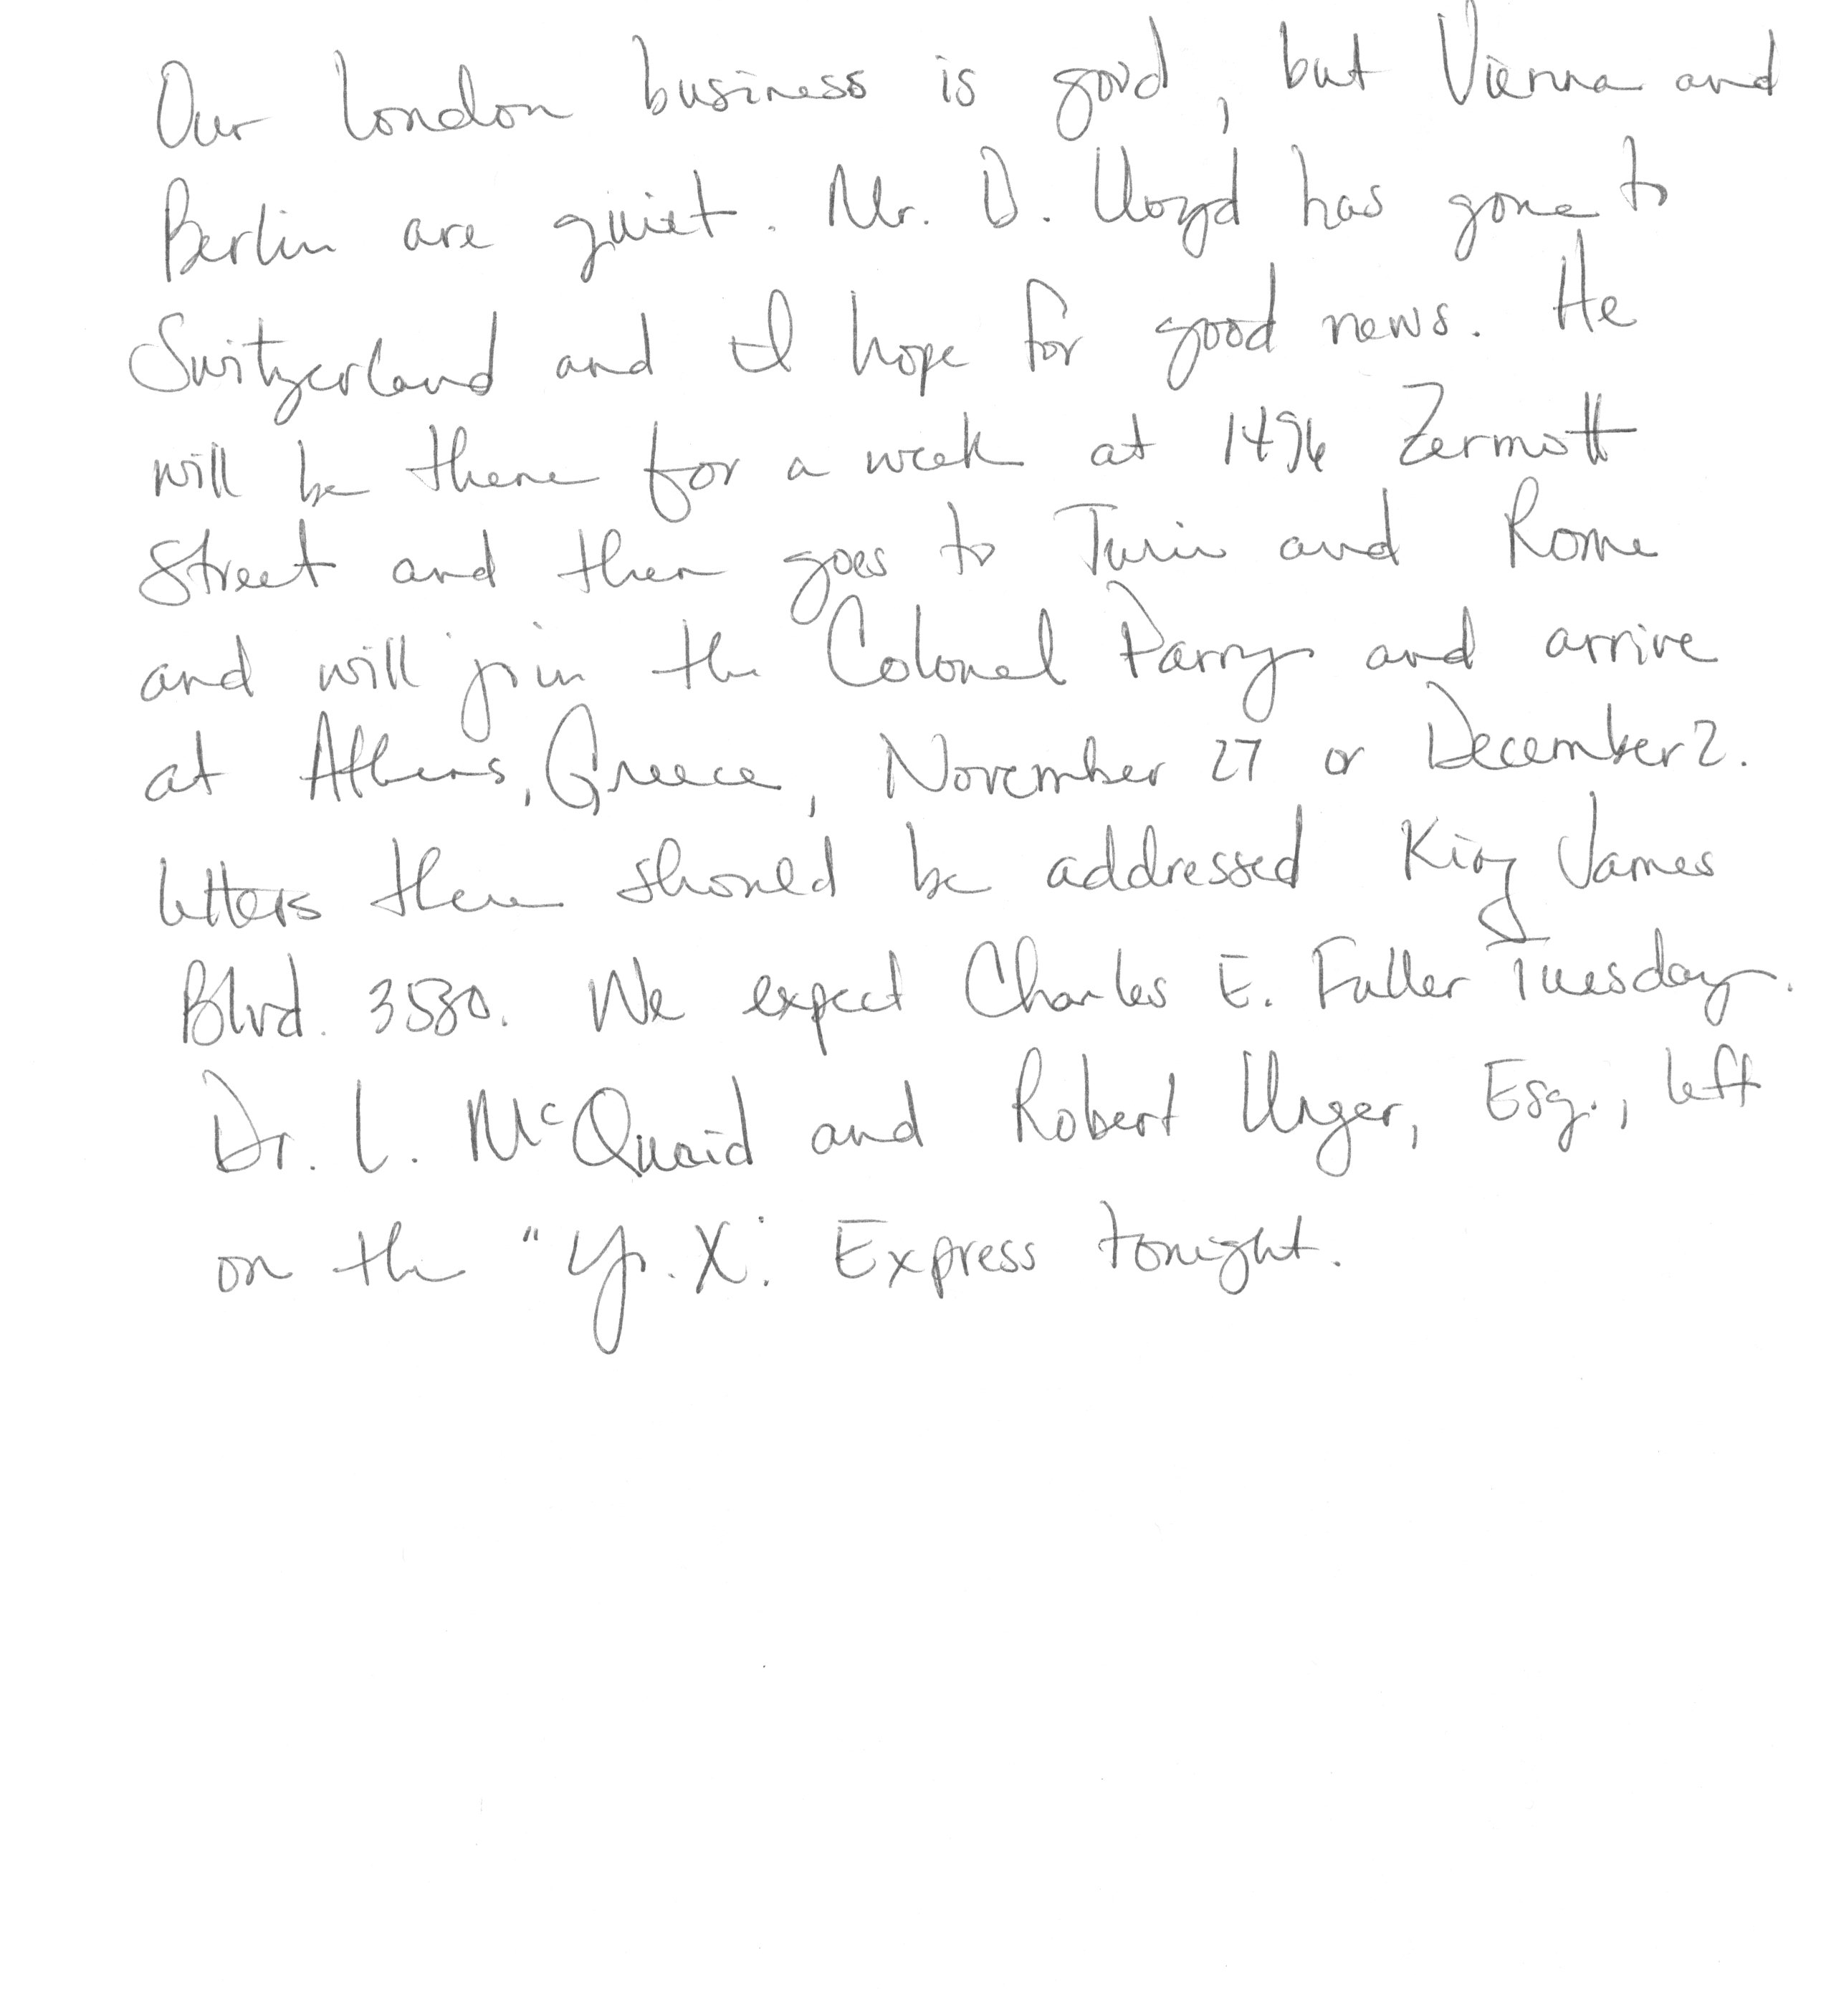 Our London business is good, but Vienna and
Berlin are quiet. Mr. D. Lloyd has gone to
Switzerland and I hope for good news. He
will be there for a week at 1496 Zermott
Street and then goes to Turin and Rome
and will join the Colonel Parry and arrive
at Athens, Greece, November 27 or December 2.
Letters there should be addressed King James
Blvd. 3580. We expect Charles E. Fuller Tuesday.
Dr. L. McQuaid and Robert Unger, Esq., left
on the "Y. X." Express tonight.